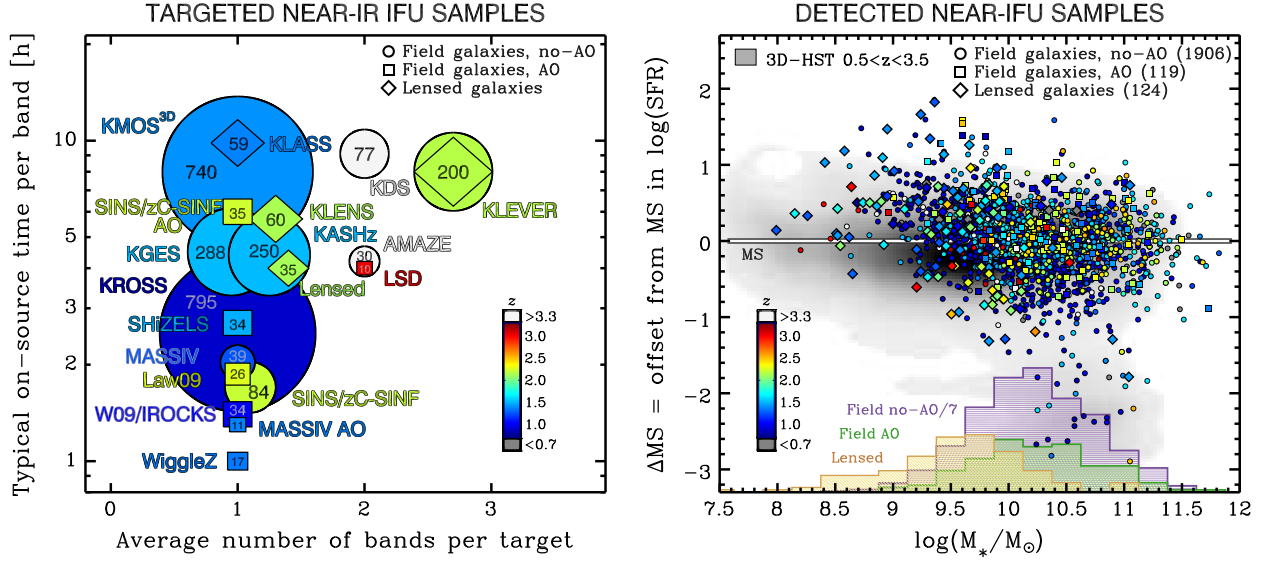 TARGETED NEAR-IR IFU SAMPLES
Typical on-source time per band [h]
Field galaxies, no-AO
Field galaxies, AO
Lensed galaxies
KMOS3D
59
KLASS
740
77
KDS
200
KLEVER
SINS/zC-SINF
AO
35
60
KLENS
KASHz
KGES
288
250
AMAZE
30
10
LSD
35
Lensed
KROSS
795
SHiZELS
34
MASSIV
39
Law09
26
84
SINS/zC-SINF
W09/IROCKS
34
11
MASSIV AO
WiggleZ
17
z
>3.3
3.0
2.5
2.0
1.5
1.0
<0.7
10
5
3
2
1
0 1 2 3
Average number of bands per target
DETECTED NEAR-IFU SAMPLES
ΔMS = offset from MS in log(SFR)
3D-HST 0.5<z<3.5
Field galaxies, no-AO (1906)
Field galaxies, AO (119)
Lensed galaxies (124)
MS
z
>3.3
3.0
2.5
2.0
1.5
1.0
<0.7
Field no-AO/7
Field AO
Lensed
2
1
0
-1
-2
-3
7.5 8 8.5 9 9.5 10 10.5 11 11.5 12
log(M*/M⊙)